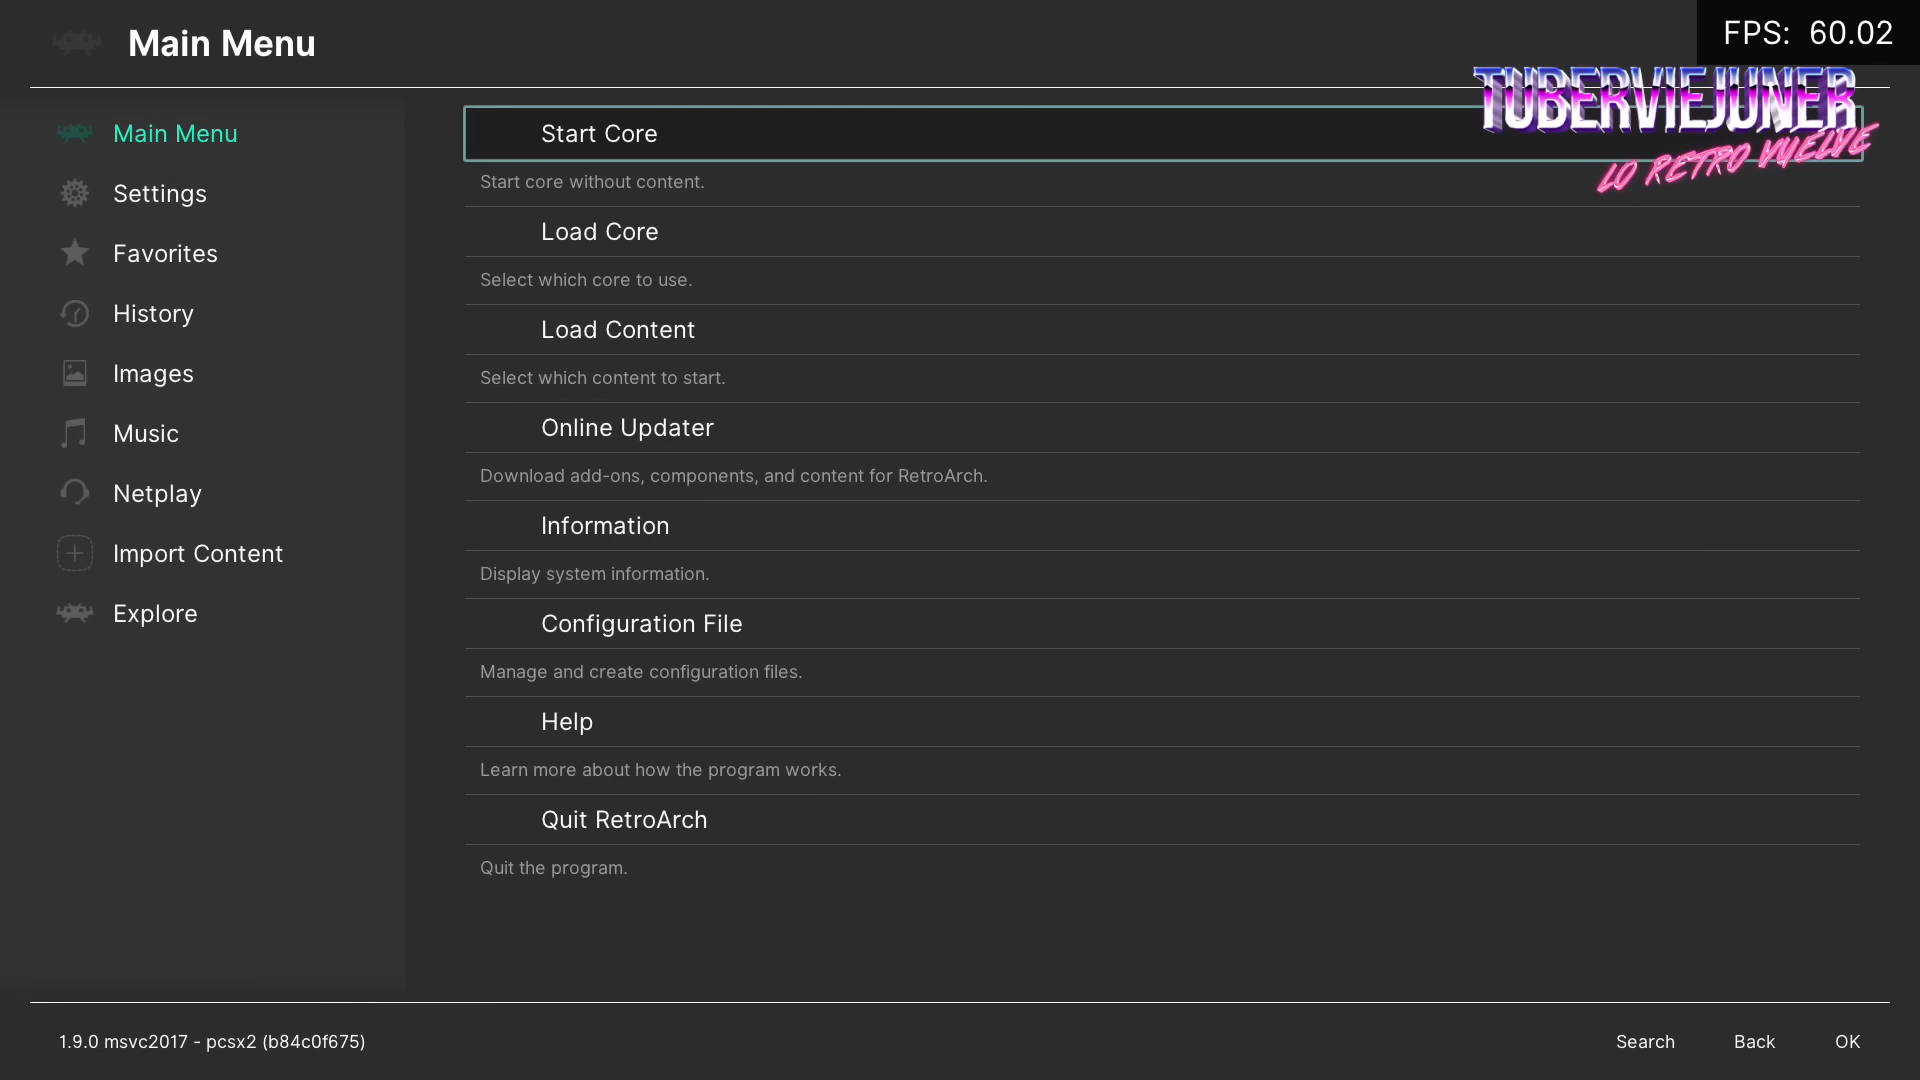 Main Menu
FPS: 60.02
TUBERVIEJUNER
LO RETRO VUELVE
Main Menu
Settings
Favorites
History
Images
Music
Netplay
Import Content
Explore
Start Core
Start core without content.
Load Core
Select which core to use.
Load Content
Select which content to start.
Online Updater
Download add-ons, components, and content for RetroArch.
Information
Display system information.
Configuration File
Manage and create configuration files.
Help
Learn more about how the program works.
Quit RetroArch
Quit the program.
1.9.0 msvc2017 - pcsx2 (b84c0f675)
Search Back OK